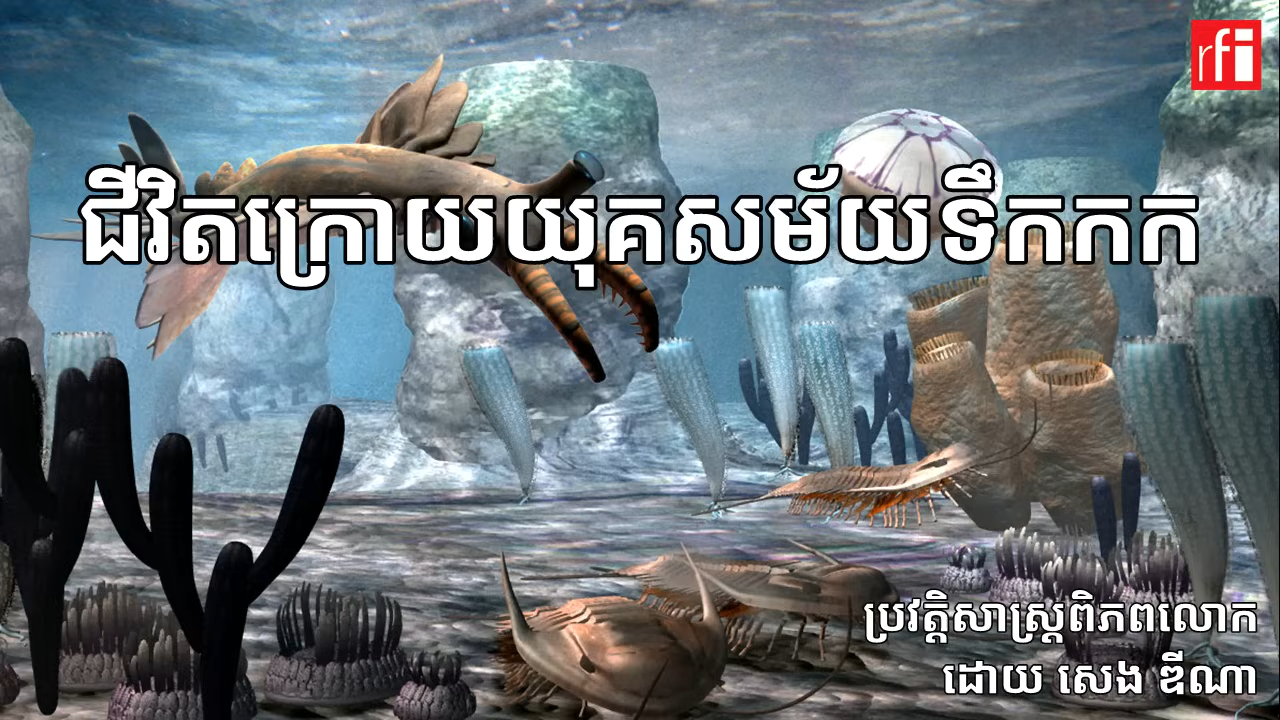 rfi
ជីវិតក្រោយយុគសម័យទឹកកក
ប្រវត្តិសាស្ត្រពិភពលោក
ដោយ សេង ឌីណា